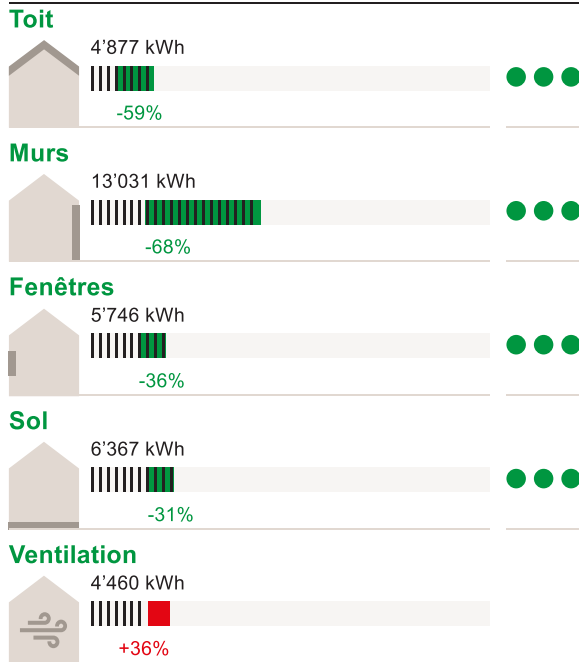 Toit
4’877 kWh
-59%
Murs
13’031 kWh
-68%
Fenêtres
5’746 kWh
-36%
Sol
6’367 kWh
-31%
Ventilation
4’460 kWh
+36%